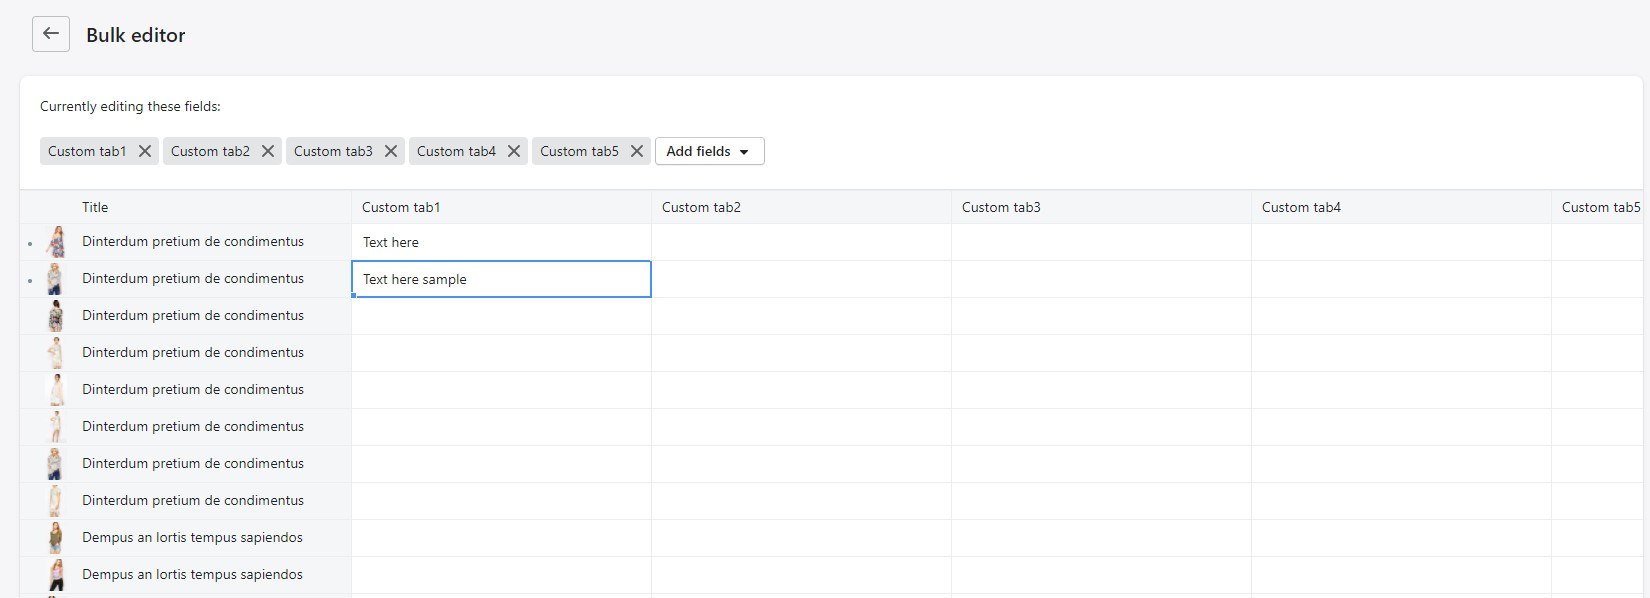 Bulk editor
Currently editing these fields:
Custom tab1 Custom tab2 Custom tab3 Custom tab4 Custom tab5 Add fields
Title Custom tab1 Custom tab2 Custom tab3 Custom tab4 Custom tab5
Dinterdum pretium de condimentus Text here
Dinterdum pretium de condimentus Text here sample
Dinterdum pretium de condimentus
Dinterdum pretium de condimentus
Dinterdum pretium de condimentus
Dinterdum pretium de condimentus
Dinterdum pretium de condimentus
Dinterdum pretium de condimentus
Dempus an lortis tempus sapiendos
Dempus an lortis tempus sapiendos